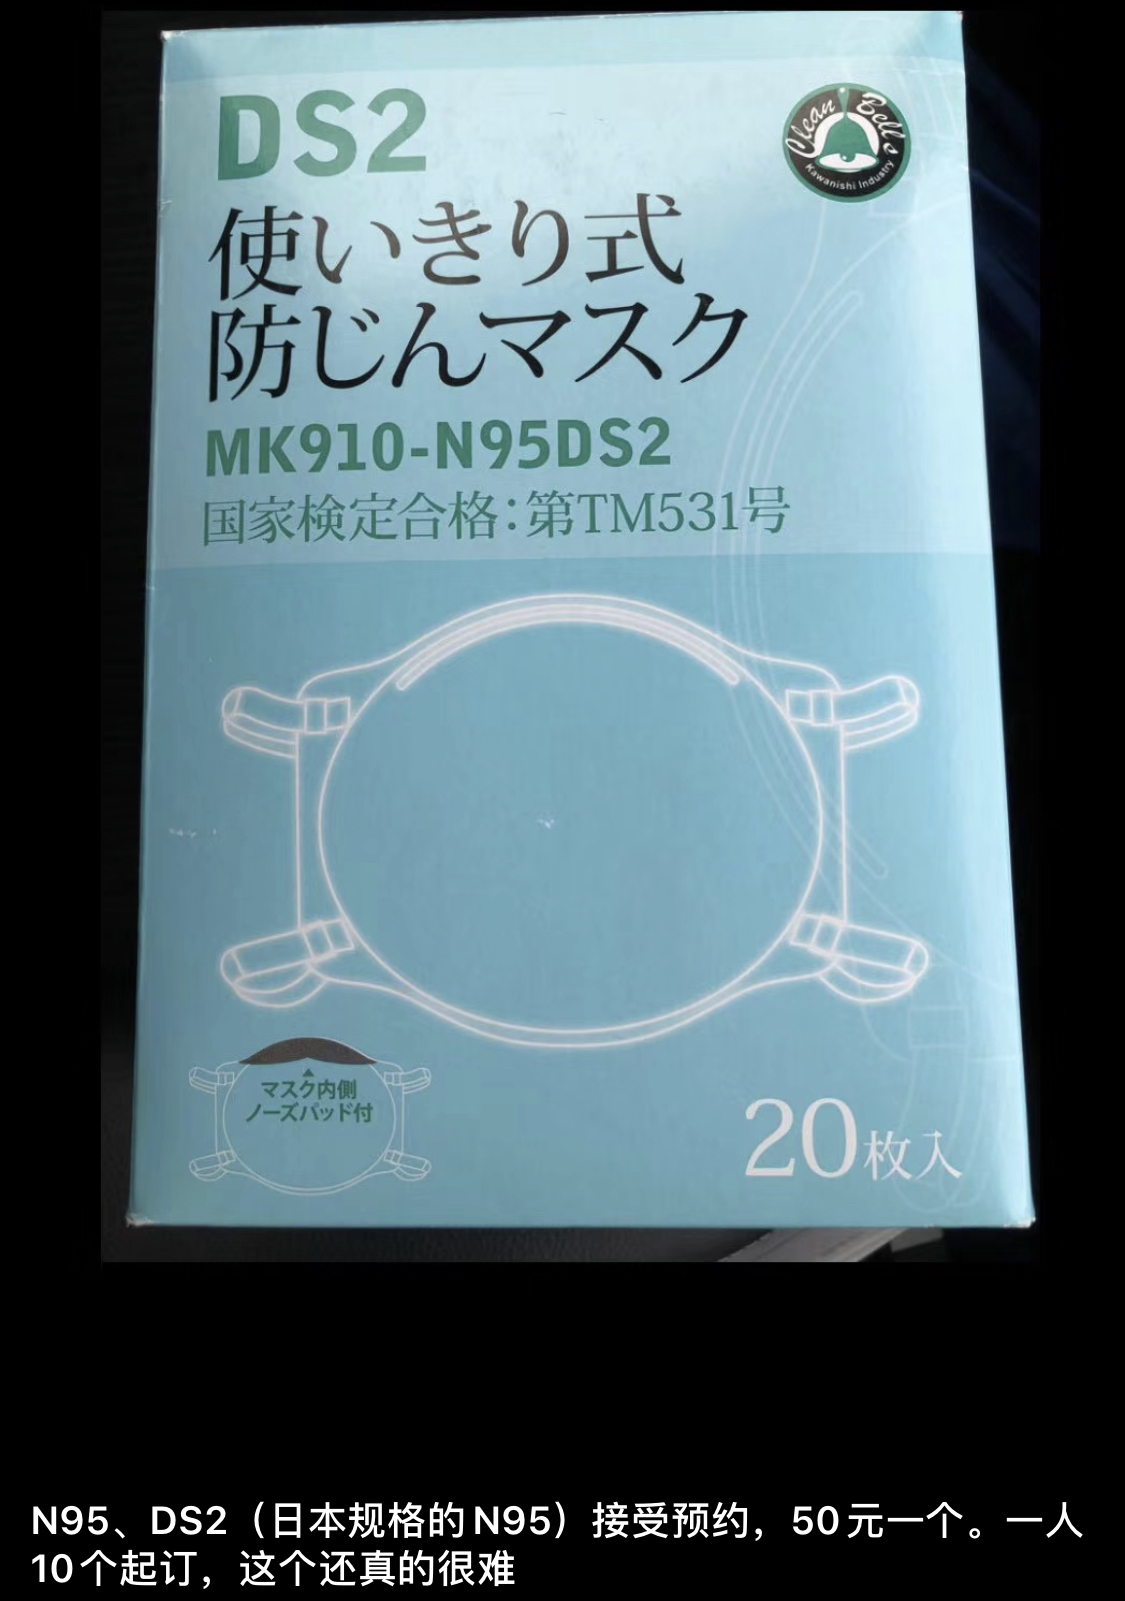 DS2
Clean Bell's
Kawanishi Industry
使いきり式
防じんマスク
MK910-N95DS2
国家検定合格：第TM531号
マスク内側
ノーズパッド付
20枚入
N95、DS2（日本规格的N95）接受预约，50元一个。一人
10个起订，这个还真的很难